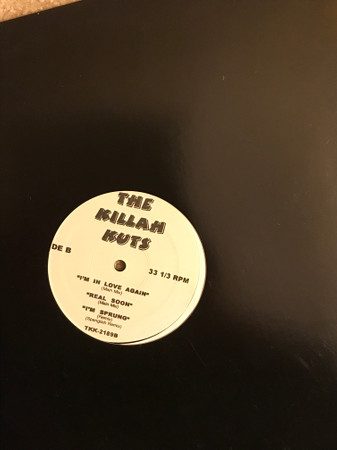 THE
KILLAH
KUTS
DE B
33 1/3 RPM
"I'M IN LOVE AGAIN"
(Main Mix)
"REAL SOON"
(Main Mix)
"I'M SPRUNG"
(Remix)
TKK-2189B